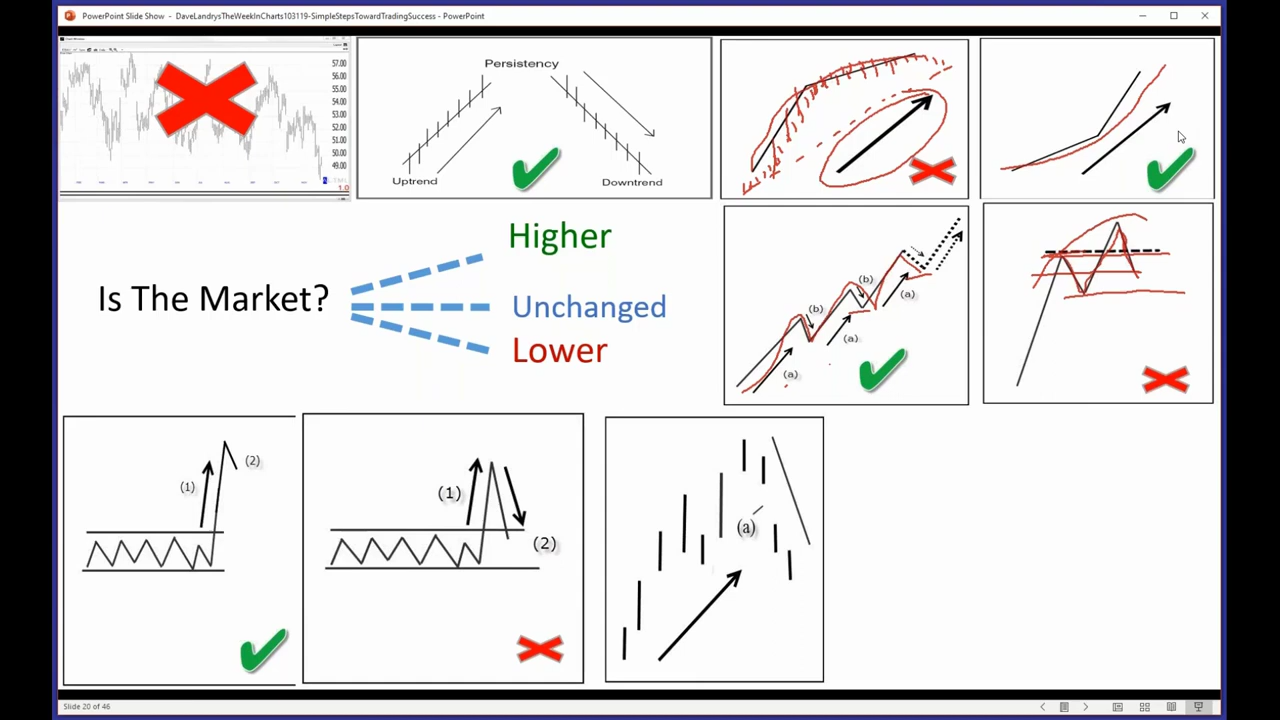 PowerPoint Slide Show - DaveLandrysTheWeekInCharts103119-SimpleStepsTowardTradingSuccess - PowerPoint
57.00
56.00
55.00
54.00
53.00
52.00
51.00
50.00
49.00
1.0
Persistency
Uptrend
Downtrend
Is The Market?
Higher
Unchanged
Lower
(b)
(b)
(a)
(a)
(a)
(1)
(2)
(1)
(2)
(a)
Slide 20 of 46